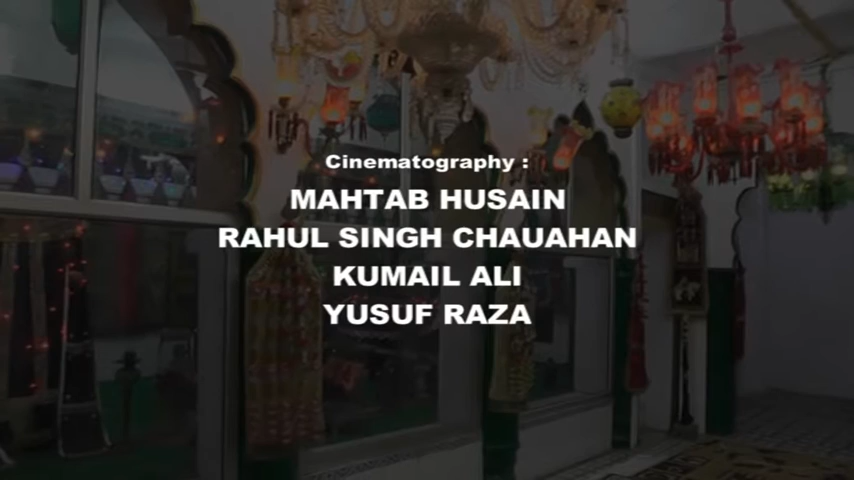 Cinematography :
MAHTAB HUSAIN
RAHUL SINGH CHAUAHAN
KUMAIL ALI
YUSUF RAZA